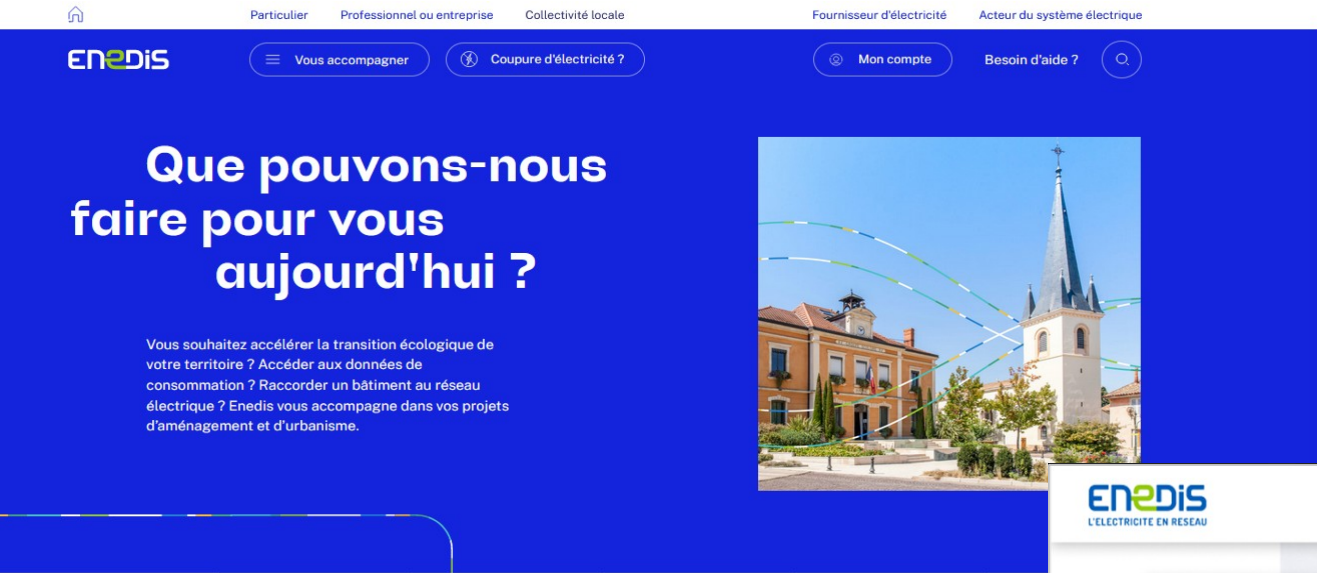 Particulier Professionnel ou entreprise Collectivité locale Fournisseur d'électricité Acteur du système électrique
ENEDIS Vous accompagner Coupure d'électricité ? Mon compte Besoin d'aide ?
Que pouvons-nous
faire pour vous
aujourd'hui ?
Vous souhaitez accélérer la transition écologique de
votre territoire ? Accéder aux données de
consommation ? Raccorder un bâtiment au réseau
électrique ? Enedis vous accompagne dans vos projets
d'aménagement et d'urbanisme.
ENEDIS
L'ELECTRICITE EN RESEAU